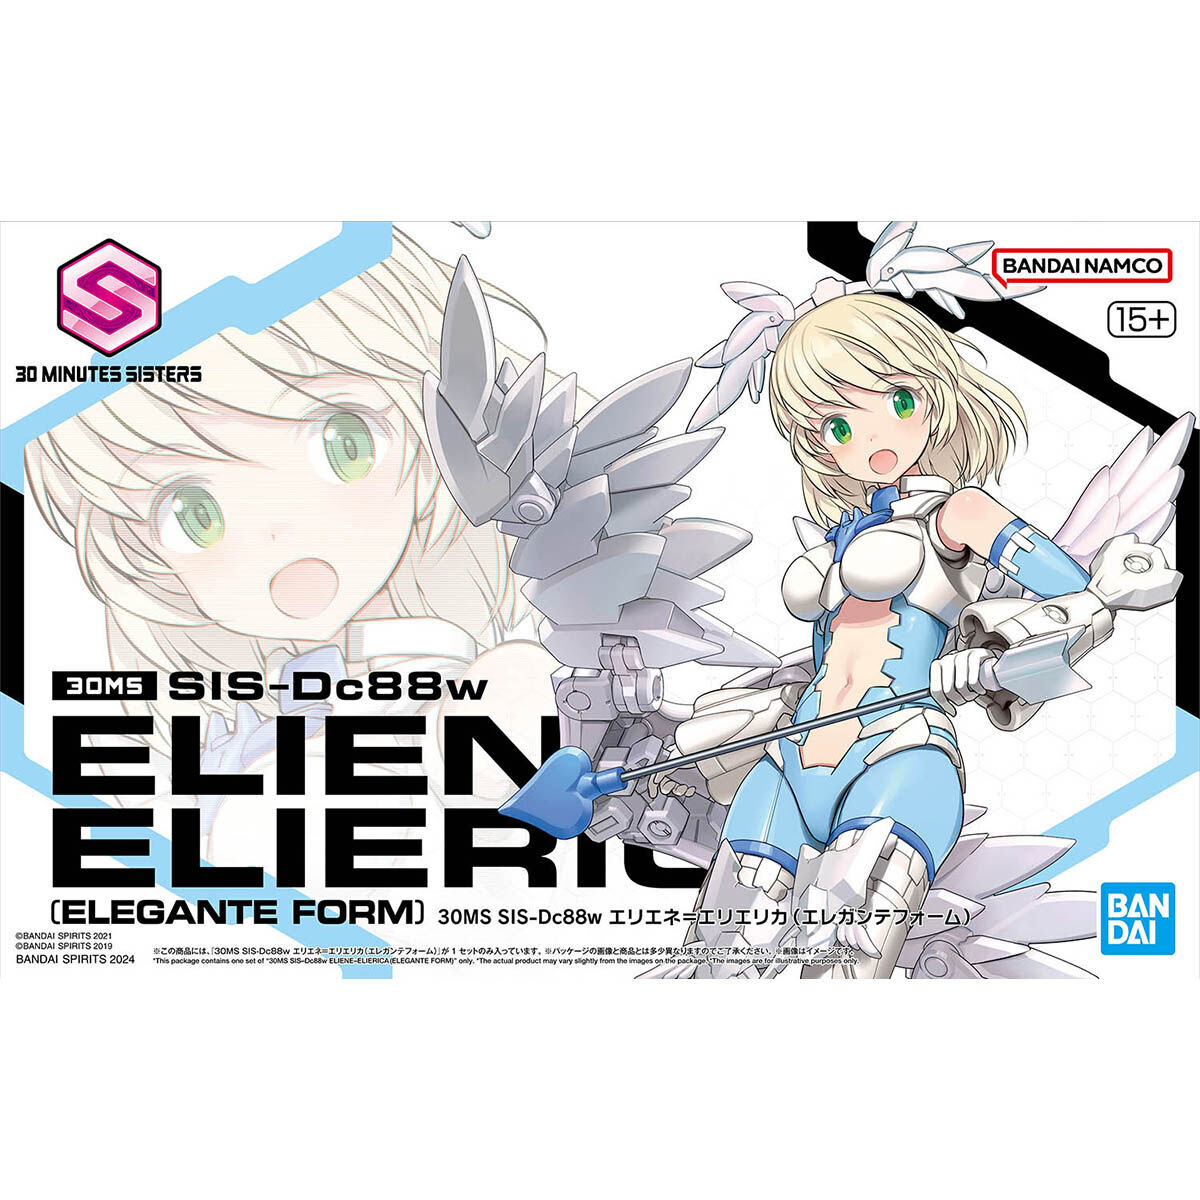 BANDAI NAMCO
15+
30 MINUTES SISTERS
30MS SIS-Dc88w
ELIEN
ELIERIC
[ELEGANTE FORM] 30MS SIS-Dc88w エリエネ=エリエリカ(エレガンテフォーム)
©BANDAI SPIRITS 2021
©BANDAI SPIRITS 2019
BANDAI SPIRITS 2024
※この商品には、「30MS SIS-Dc88w エリエネ=エリエリカ(エレガンテフォーム)」が1セットのみ入っています。※パッケージの画像と商品とは多少異なりますのでご了承ください。※画像はイメージです。
*This package contains one set of "30MS SIS-Dc88w ELIENE-ELIERICA (ELEGANTE FORM)" only. *The actual product may vary slightly from the images on the package. *The images are for illustrative purposes only.
BAN
DAI